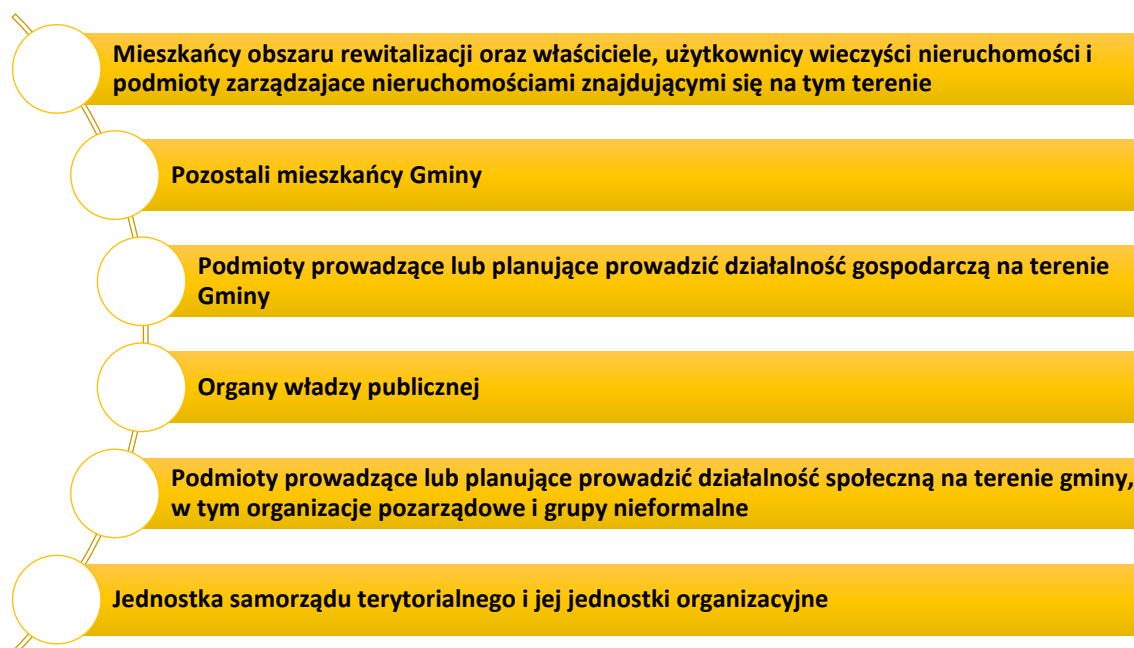 Mieszkańcy obszaru rewitalizacji oraz właściciele, użytkownicy wieczyści nieruchomości i
podmioty zarządzajace nieruchomościami znajdującymi się na tym terenie
Pozostali mieszkańcy Gminy
Podmioty prowadzące lub planujące prowadzić działalność gospodarczą na terenie
Gminy
Organy władzy publicznej
Podmioty prowadzące lub planujące prowadzić działalność społeczną na terenie gminy,
w tym organizacje pozarządowe i grupy nieformalne
Jednostka samorządu terytorialnego i jej jednostki organizacyjne